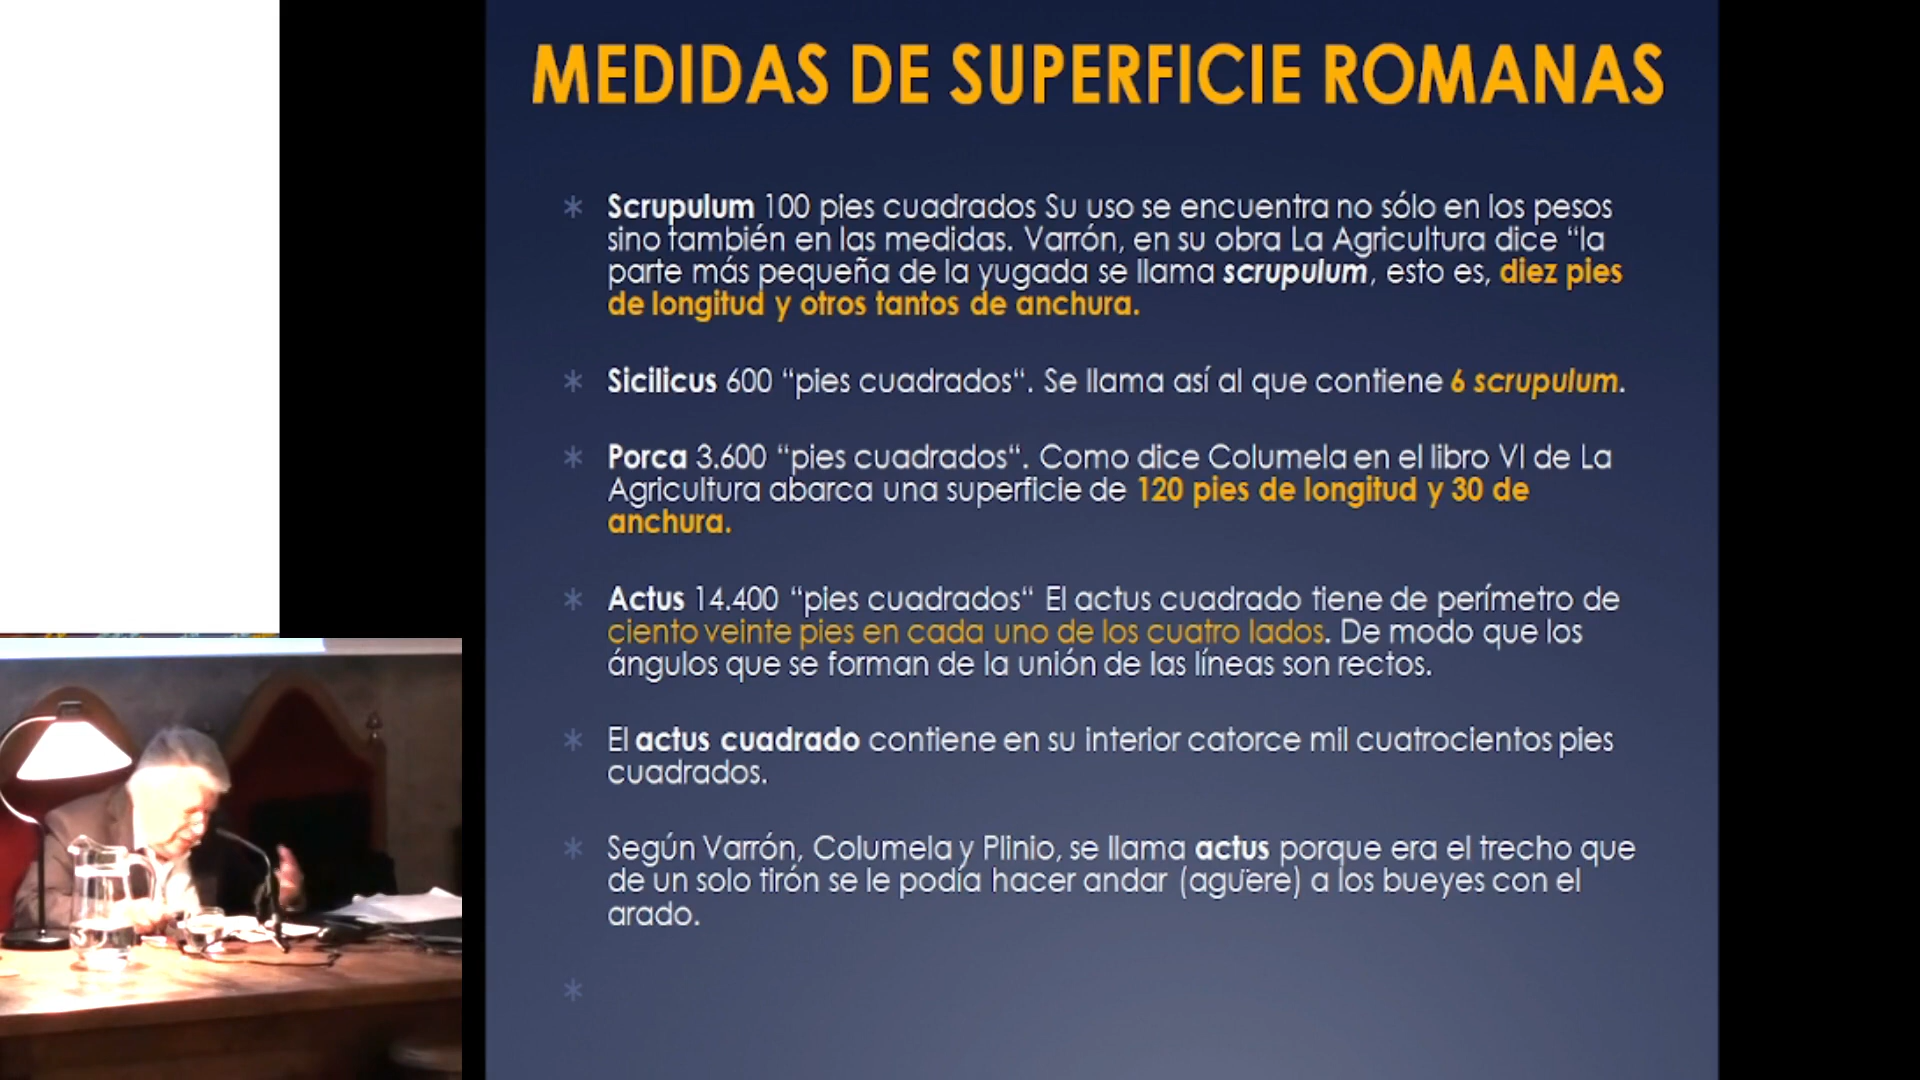 MEDIDAS DE SUPERFICIE ROMANAS
* Scrupulum 100 pies cuadrados Su uso se encuentra no sólo en los pesos
sino también en las medidas. Varrón, en su obra La Agricultura dice “la
parte más pequeña de la yugada se llama scrupulum, esto es, diez pies
de longitud y otros tantos de anchura.
* Sicilicus 600 “pies cuadrados“. Se llama así al que contiene 6 scrupulum.
* Porca 3.600 “pies cuadrados“. Como dice Columela en el libro VI de La
Agricultura abarca una superficie de 120 pies de longitud y 30 de
anchura.
* Actus 14.400 “pies cuadrados“ El actus cuadrado tiene de perímetro de
ciento veinte pies en cada uno de los cuatro lados. De modo que los
ángulos que se forman de la unión de las líneas son rectos.
* El actus cuadrado contiene en su interior catorce mil cuatrocientos pies
cuadrados.
* Según Varrón, Columela y Plinio, se llama actus porque era el trecho que
de un solo tirón se le podía hacer andar (agüere) a los bueyes con el
arado.
*